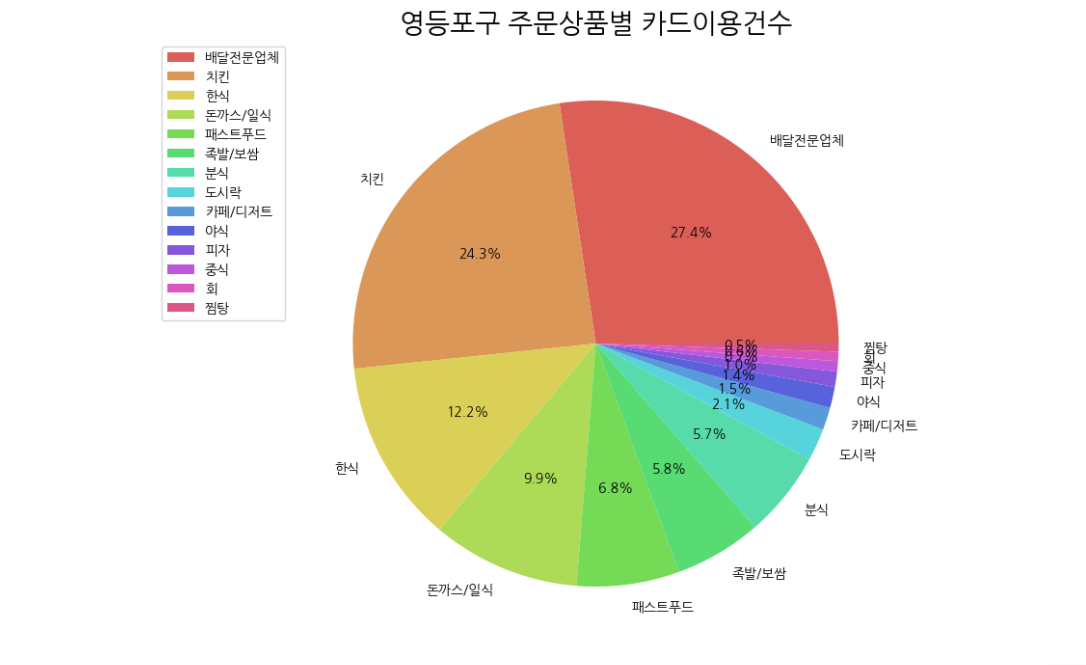 영등포구 주문상품별 카드이용건수
배달전문업체
치킨
한식
돈까스/일식
패스트푸드
족발/보쌈
분식
도시락
카페/디저트
야식
피자
중식
회
찜탕
배달전문업체
27.4%
치킨
24.3%
12.2%
한식
9.9%
돈까스/일식
6.8%
패스트푸드
5.8%
족발/보쌈
5.7%
분식
2.1%
도시락
1.5%
카페/디저트
1.4%
야식
1.0%
피자
0.7%
중식
회
0.5%
찜탕